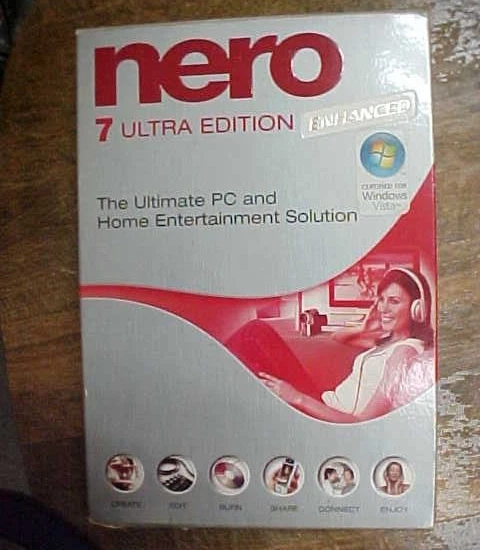 nero
7 ULTRA EDITION ENHANCED
CERTIFIED FOR
Windows
Vista™
The Ultimate PC and
Home Entertainment Solution
CREATE EDIT BURN SHARE CONNECT ENJOY